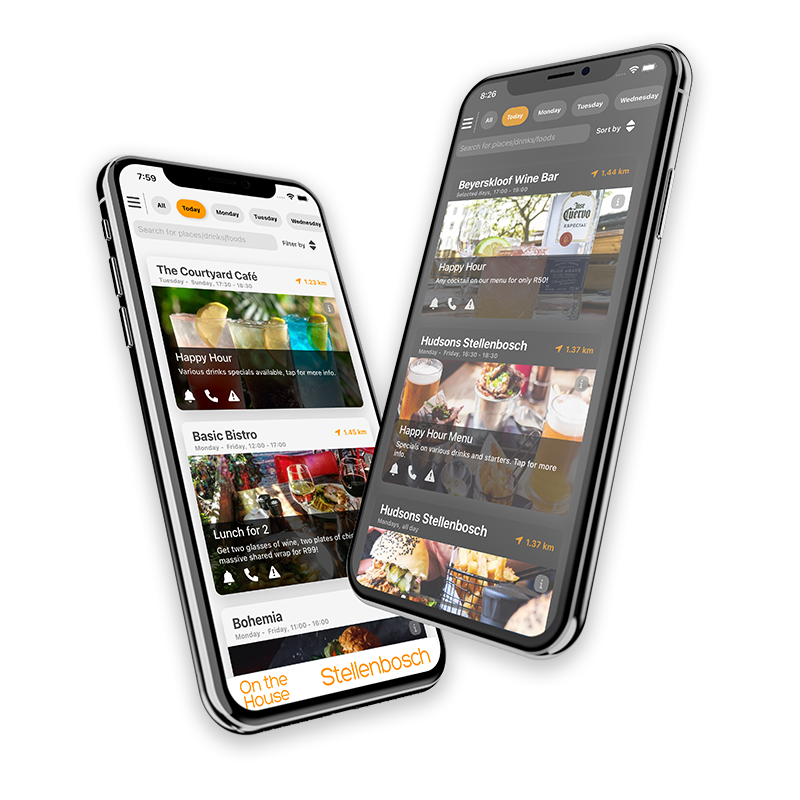 7:59
All
Today
Monday
Tuesday
Wednesday
Search for places/drinks/foods
Filter by
The Courtyard Café
Tuesday - Sunday, 17:30 - 18:30
1.23 km
Happy Hour
Various drinks specials available, tap for more info.
Basic Bistro
Monday - Friday, 12:00 - 17:00
1.45 km
Lunch for 2
Get two glasses of wine, two plates of
massive shared wrap for R99!
Bohemia
Monday - Friday, 11:00 - 16:00
On the
House
Stellenbosch
8:26
All
Today
Monday
Tuesday
Wednesday
Search for places/drinks/foods
Sort by
Beyerskloof Wine Bar
Selected days, 17:00 - 19:00
1.44 km
Jose
Cuervo
ESPECIAL
Happy Hour
Any cocktail on our menu for only R50!
Hudsons Stellenbosch
Monday - Friday, 16:30 - 18:30
1.37 km
Happy Hour Menu
Specials on various drinks and starters. Tap for more
info.
Hudsons Stellenbosch
Mondays, all day
1.37 km